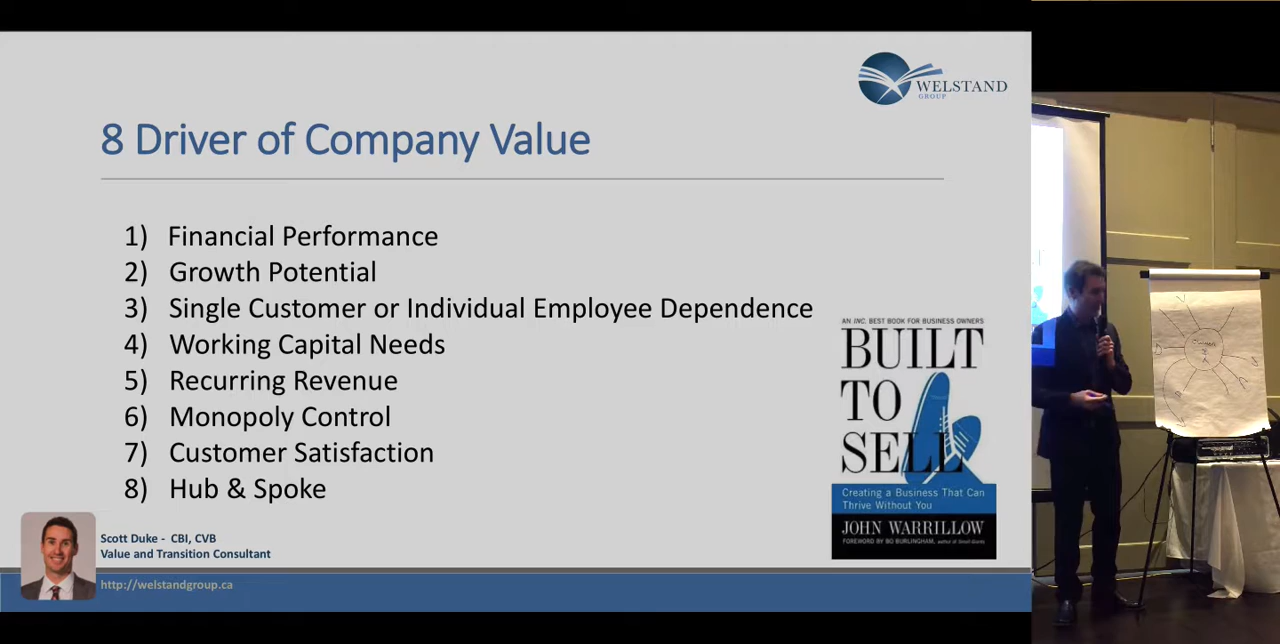 WELSTAND
GROUP
8 Driver of Company Value
1) Financial Performance
2) Growth Potential
3) Single Customer or Individual Employee Dependence
4) Working Capital Needs
5) Recurring Revenue
6) Monopoly Control
7) Customer Satisfaction
8) Hub & Spoke
AN INC. BEST BOOK FOR BUSINESS OWNERS
BUILT
TO
SELL
Creating a Business That Can
Thrive Without You
JOHN WARRILLOW
FOREWORD BY BO BURLINGHAM, author of Small Giants
Scott Duke - CBI, CVB
Value and Transition Consultant
http://welstandgroup.ca